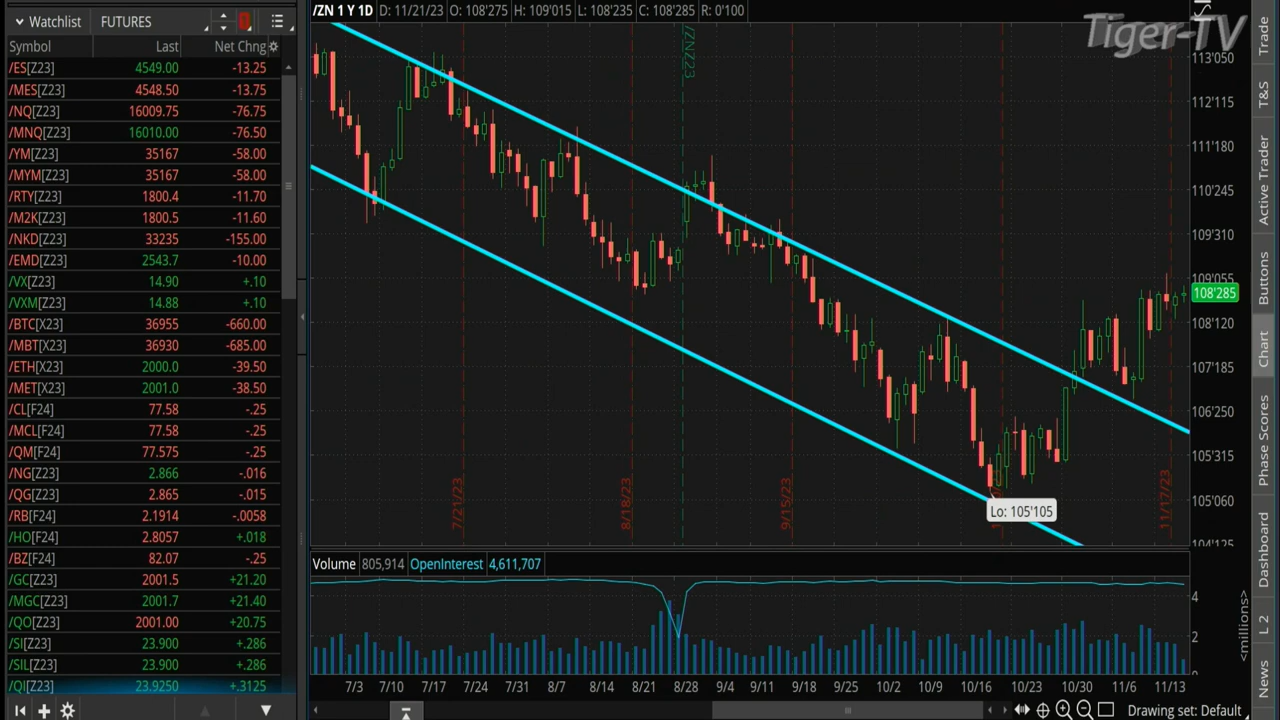 Watchlist FUTURES
Symbol Last Net Chng
/ES[Z23] 4549.00 -13.25
/MES[Z23] 4548.50 -13.75
/NQ[Z23] 16009.75 -76.75
/MNQ[Z23] 16010.00 -76.50
/YM[Z23] 35167 -58.00
/MYM[Z23] 35167 -58.00
/RTY[Z23] 1800.4 -11.70
/M2K[Z23] 1800.5 -11.60
/NKD[Z23] 33235 -155.00
/EMD[Z23] 2543.7 -10.00
/VX[Z23] 14.90 +.10
/VXM[Z23] 14.88 +.10
/BTC[X23] 36955 -660.00
/MBT[X23] 36930 -685.00
/ETH[X23] 2000.0 -39.50
/MET[X23] 2001.0 -38.50
/CL[F24] 77.58 -.25
/MCL[F24] 77.58 -.25
/QM[F24] 77.575 -.25
/NG[Z23] 2.866 -.016
/QG[Z23] 2.865 -.015
/RB[F24] 2.1914 -.0058
/HO[F24] 2.8057 +.018
/BZ[F24] 82.07 -.25
/GC[Z23] 2001.5 +21.20
/MGC[Z23] 2001.7 +21.40
/QO[Z23] 2001.00 +20.75
/SI[Z23] 23.900 +.286
/SIL[Z23] 23.900 +.286
/QI[Z23] 23.9250 +.3125
/ZN 1 Y 1D D: 11/21/23 O: 108'275 H: 109'015 L: 108'235 C: 108'285 R: 0'100
Tiger-TV
/ZNZ23
113'050
112'115
111'180
110'245
109'310
109'055
108'285
108'120
107'185
106'250
105'315
105'060
104'125
7/21/23
8/18/23
9/15/23
11/17/23
Lo: 105'105
Volume 805,914 OpenInterest 4,611,707
4
2
0
<millions>
7/3 7/10 7/17 7/24 7/31 8/7 8/14 8/21 8/28 9/4 9/11 9/18 9/25 10/2 10/9 10/16 10/23 10/30 11/6 11/13
Drawing set: Default
Trade
T&S
Active Trader
Buttons
Chart
Phase Scores
Dashboard
L 2
News